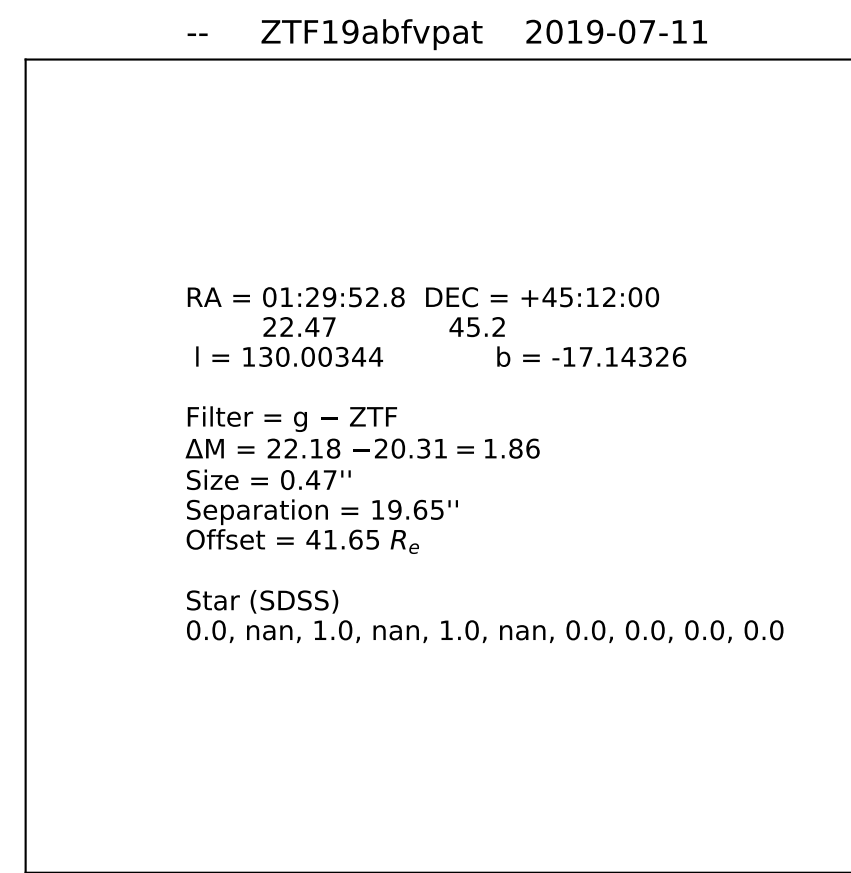 -- ZTF19abfvpat 2019-07-11
RA = 01:29:52.8 DEC = +45:12:00
22.47 45.2
l = 130.00344 b = -17.14326
Filter = g − ZTF
ΔM = 22.18 −20.31 = 1.86
Size = 0.47''
Separation = 19.65''
Offset = 41.65 Rₑ
Star (SDSS)
0.0, nan, 1.0, nan, 1.0, nan, 0.0, 0.0, 0.0, 0.0